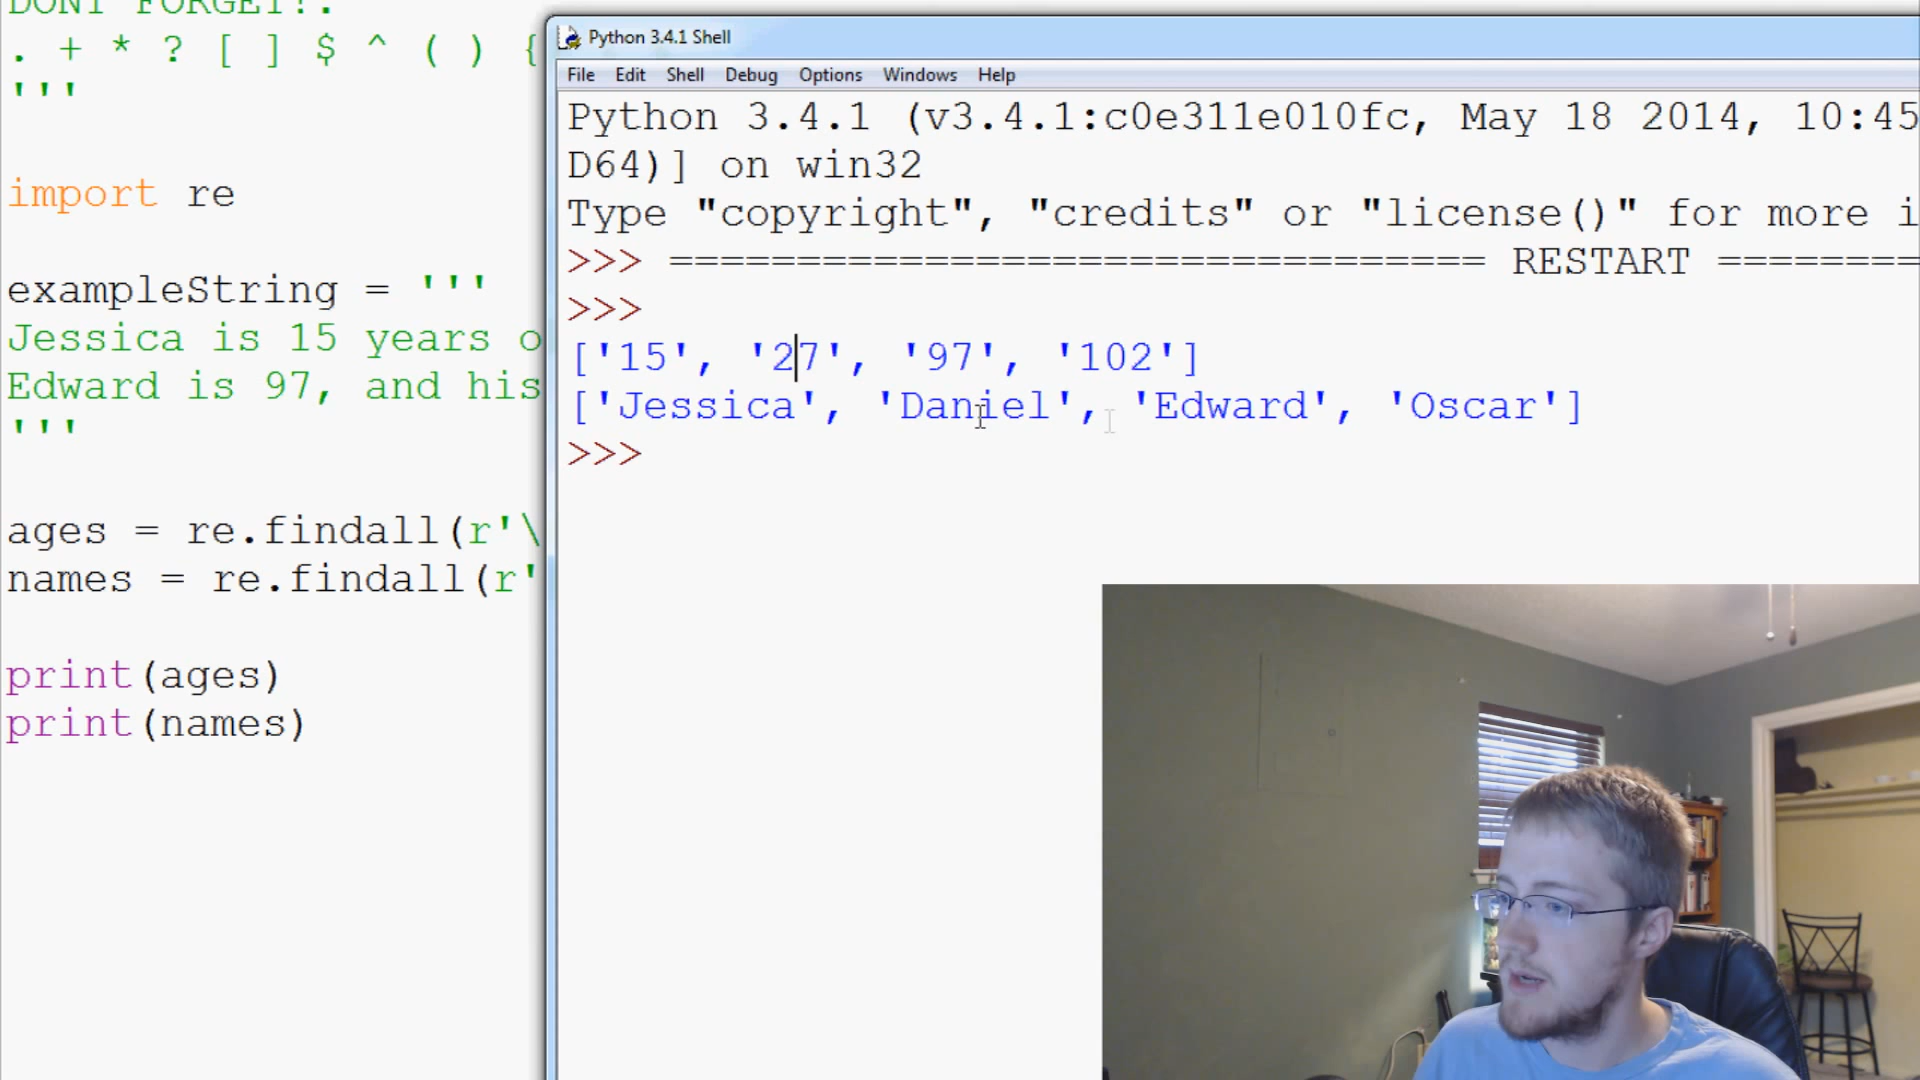 DONT FORGET!:
. + * ? [ ] $ ^ ( ) {
'''
import re
exampleString = '''
Jessica is 15 years o
Edward is 97, and his
'''
ages = re.findall(r'\
names = re.findall(r'
print(ages)
print(names)
Python 3.4.1 Shell
File Edit Shell Debug Options Windows Help
Python 3.4.1 (v3.4.1:c0e311e010fc, May 18 2014, 10:45
D64)] on win32
Type "copyright", "credits" or "license()" for more i
>>> ================================ RESTART ========
>>>
['15', '27', '97', '102']
['Jessica', 'Daniel', 'Edward', 'Oscar']
>>>